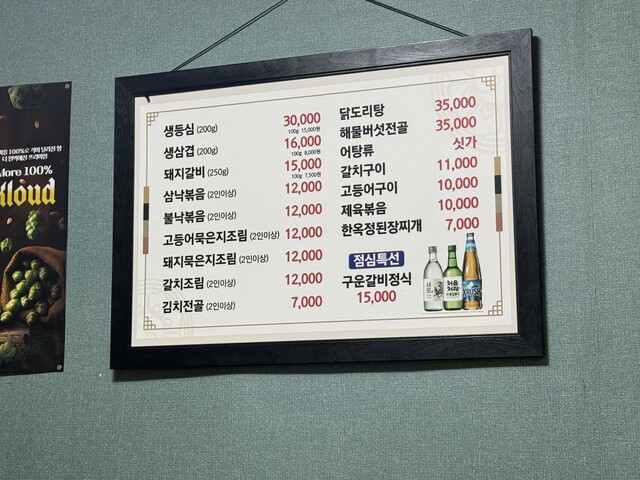 More 100%
Kloud
생등심 (200g) 30,000
100g 15,000원
생삼겹 (200g) 16,000
100g 8,000원
돼지갈비 (250g) 15,000
100g 7,500원
삼낙볶음 (2인이상) 12,000
불낙볶음 (2인이상) 12,000
고등어묵은지조림 (2인이상) 12,000
돼지묵은지조림 (2인이상) 12,000
갈치조림 (2인이상) 12,000
김치전골 (2인이상) 7,000
닭도리탕 35,000
해물버섯전골 35,000
어탕류 싯가
갈치구이 11,000
고등어구이 10,000
제육볶음 10,000
한옥정된장찌개 7,000
점심특선
구운갈비정식
15,000
새로
처음
처럼